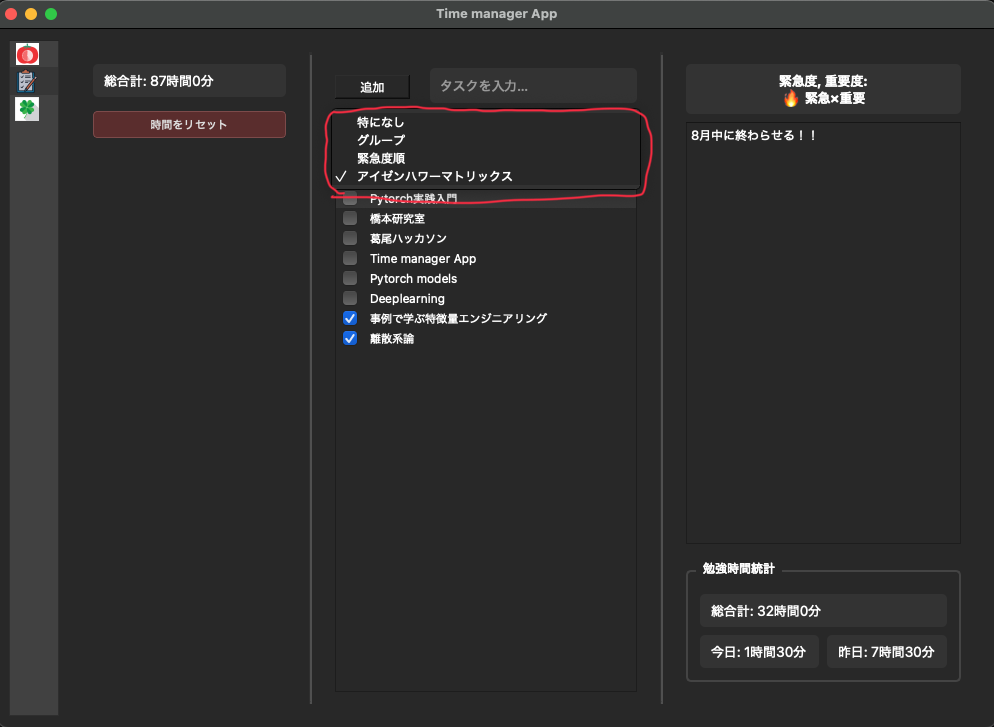 Time manager App
総合計: 87時間0分
時間をリセット
追加
タスクを入力...
特になし
グループ
緊急度順
アイゼンハワーマトリックス
Pytorch実践入門
橋本研究室
葛尾ハッカソン
Time manager App
Pytorch models
Deeplearning
事例で学ぶ特徴量エンジニアリング
離散系論
緊急度, 重要度:
🔥 緊急×重要
8月中に終わらせる！！
勉強時間統計
総合計: 32時間0分
今日: 1時間30分
昨日: 7時間30分